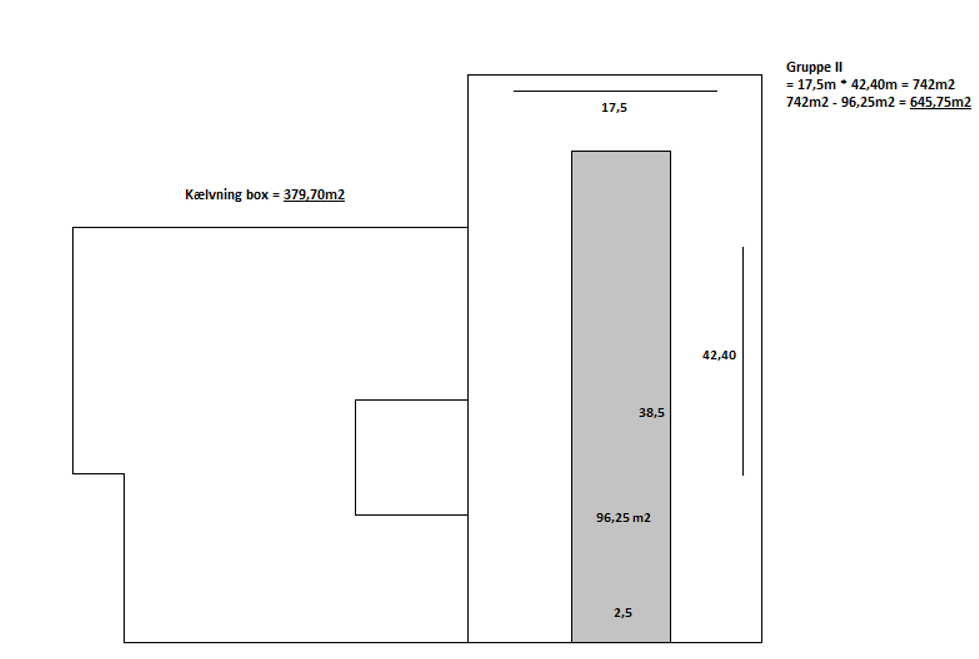 Gruppe II
= 17,5m * 42,40m = 742m2
742m2 - 96,25m2 = 645,75m2
17,5
Kælvning box = 379,70m2
42,40
38,5
96,25 m2
2,5